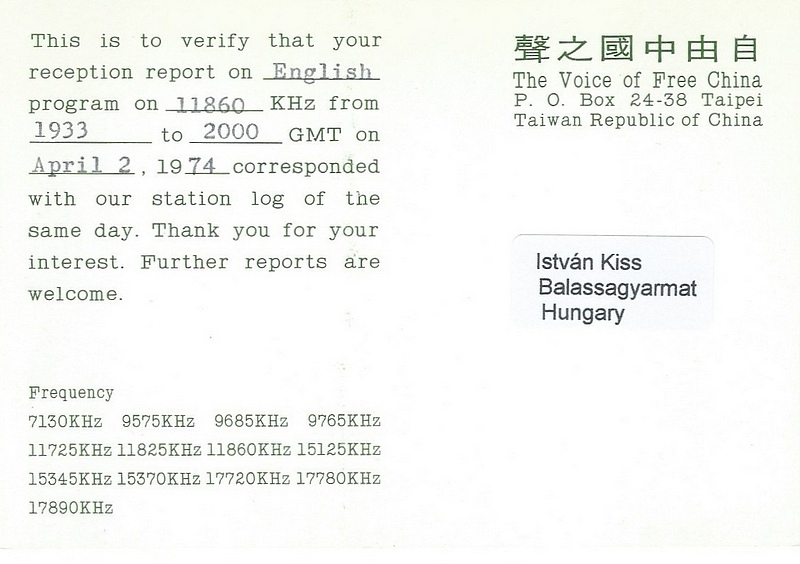 This is to verify that your
reception report on English
program on 11860 KHz from
1933 to 2000 GMT on
April 2, 1974 corresponded
with our station log of the
same day. Thank you for your
interest. Further reports are
welcome.
Frequency
7130KHz 9575KHz 9685KHz 9765KHz
11725KHz 11825KHz 11860KHz 15125KHz
15345KHz 15370KHz 17720KHz 17780KHz
17890KHz
聲之國中由自
The Voice of Free China
P. O. Box 24-38 Taipei
Taiwan Republic of China
István Kiss
Balassagyarmat
Hungary